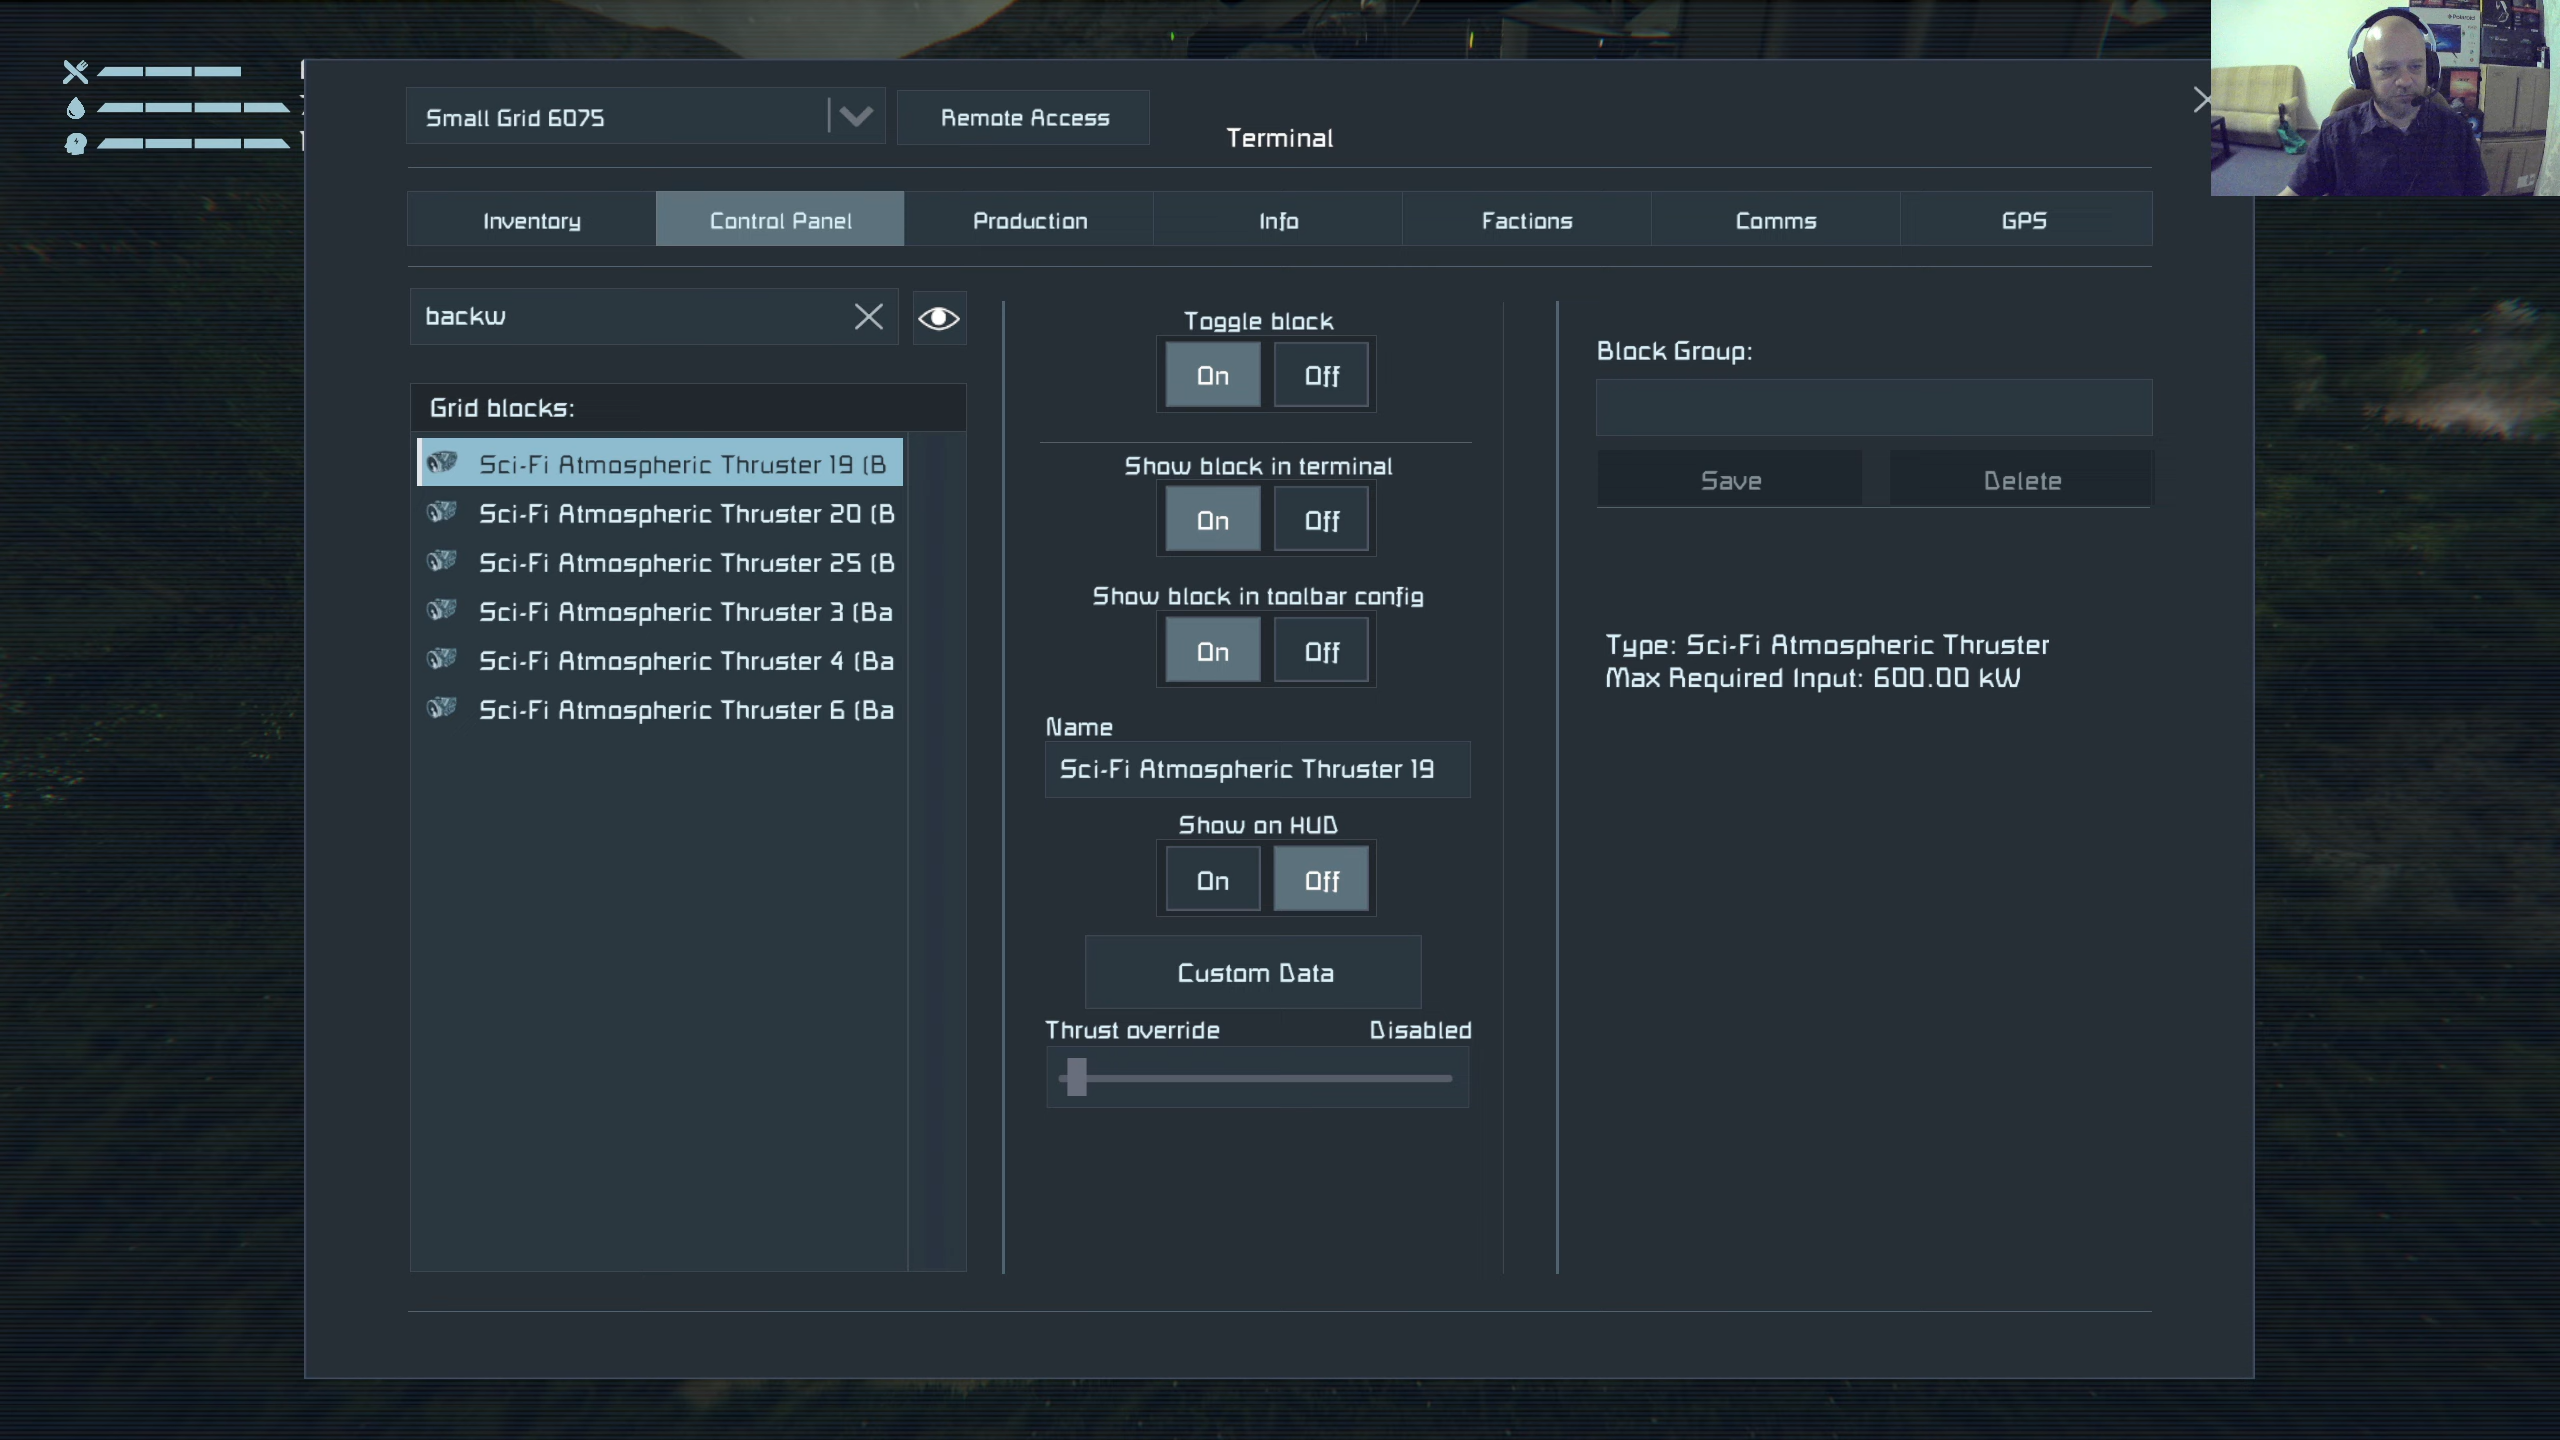 Small Grid 6075
Remote Access
Terminal
Inventory
Control Panel
Production
Info
Factions
Comms
GPS
backw
Grid blocks:
Sci-Fi Atmospheric Thruster 19 (B
Sci-Fi Atmospheric Thruster 20 (B
Sci-Fi Atmospheric Thruster 25 (B
Sci-Fi Atmospheric Thruster 3 (Ba
Sci-Fi Atmospheric Thruster 4 (Ba
Sci-Fi Atmospheric Thruster 6 (Ba
Toggle block
On Off
Show block in terminal
On Off
Show block in toolbar config
On Off
Name
Sci-Fi Atmospheric Thruster 19
Show on HUD
On Off
Custom Data
Thrust override Disabled
Block Group:
Save Delete
Type: Sci-Fi Atmospheric Thruster
Max Required Input: 600.00 kW